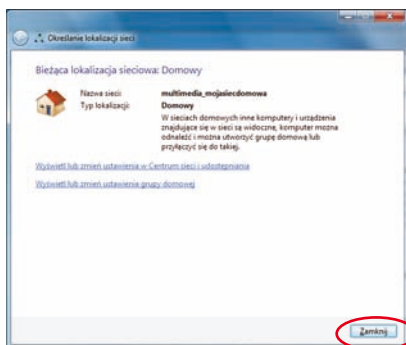 Określanie lokalizacji sieci
Bieżąca lokalizacja sieciowa: Domowy
Nazwa sieci: multimedia_mojasiecdomowa
Typ lokalizacji: Domowy
W sieciach domowych inne komputery i urządzenia
znajdujące się w sieci są widoczne, komputer można
odnaleźć i można utworzyć grupę domową lub
przyłączyć się do takiej.
Wyświetl lub zmień ustawienia w Centrum sieci i udostępniania
Wyświetl lub zmień ustawienia grupy domowej
Zamknij